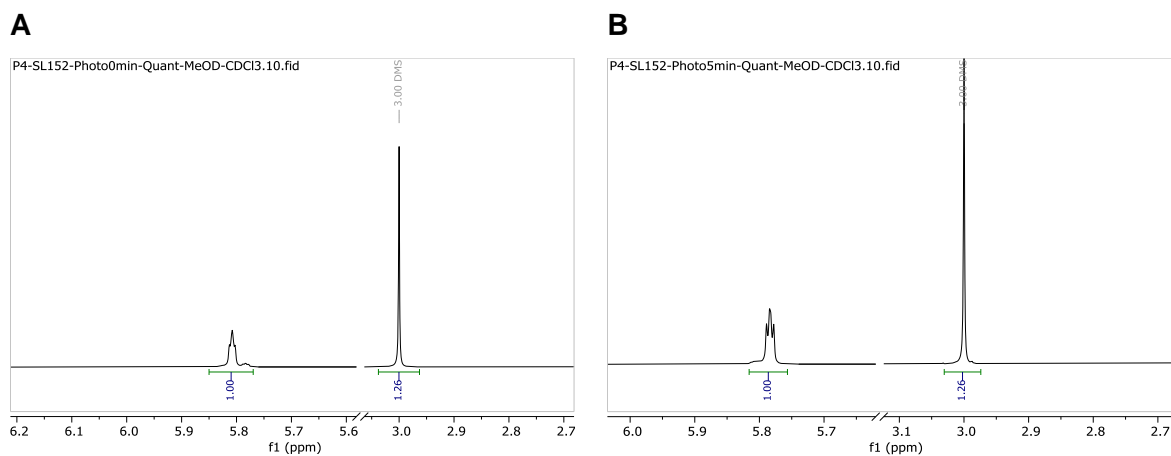 A
P4-SL152-Photo0min-Quant-MeOD-CDCl3.10.fid
3.00 DMS
1.00
1.26
6.2 6.1 6.0 5.9 5.8 5.7 5.6 3.0 2.9 2.8 2.7
f1 (ppm)
B
P4-SL152-Photo5min-Quant-MeOD-CDCl3.10.fid
3.00 DMS
1.00
1.26
6.0 5.9 5.8 5.7 3.1 3.0 2.9 2.8 2.7
f1 (ppm)